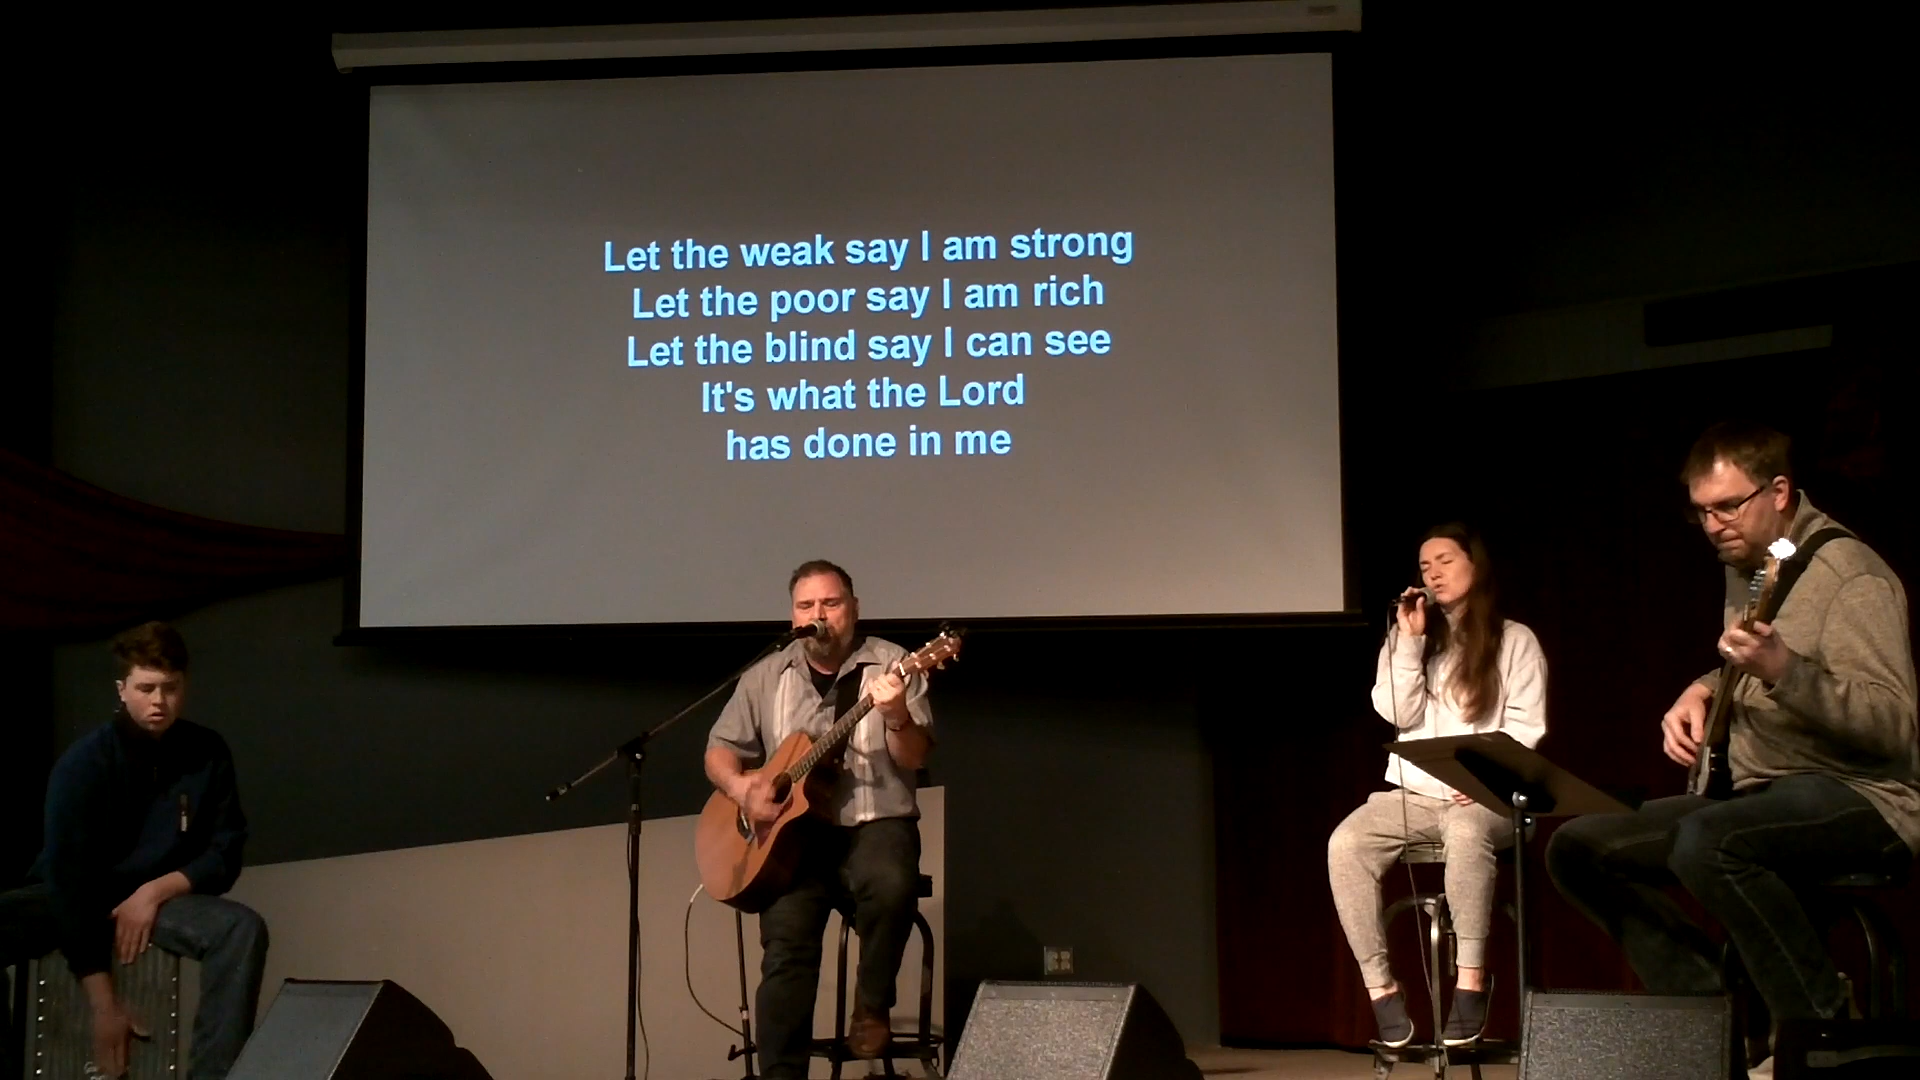 Let the weak say I am strong
Let the poor say I am rich
Let the blind say I can see
It's what the Lord
has done in me